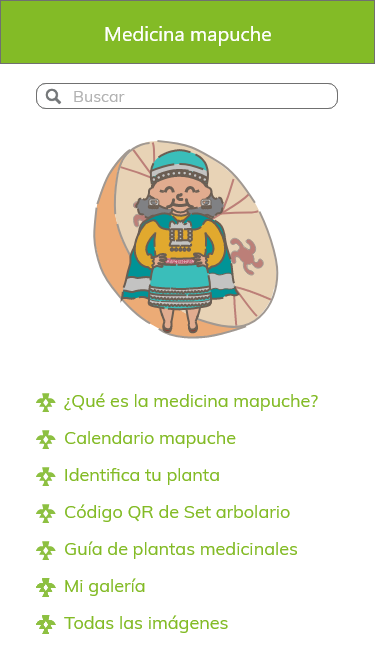 Medicina mapuche
Buscar
¿Qué es la medicina mapuche?
Calendario mapuche
Identifica tu planta
Código QR de Set arbolario
Guía de plantas medicinales
Mi galería
Todas las imágenes